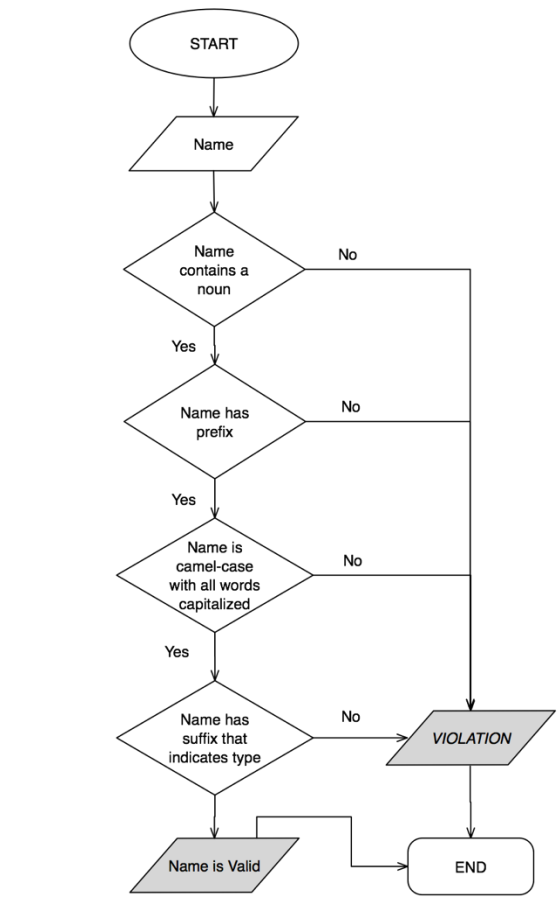 START
Name
Name
contains a
noun
No
Yes
Name has
prefix
No
Yes
Name is
camel-case
with all words
capitalized
No
Yes
Name has
suffix that
indicates type
No
VIOLATION
Name is Valid
END